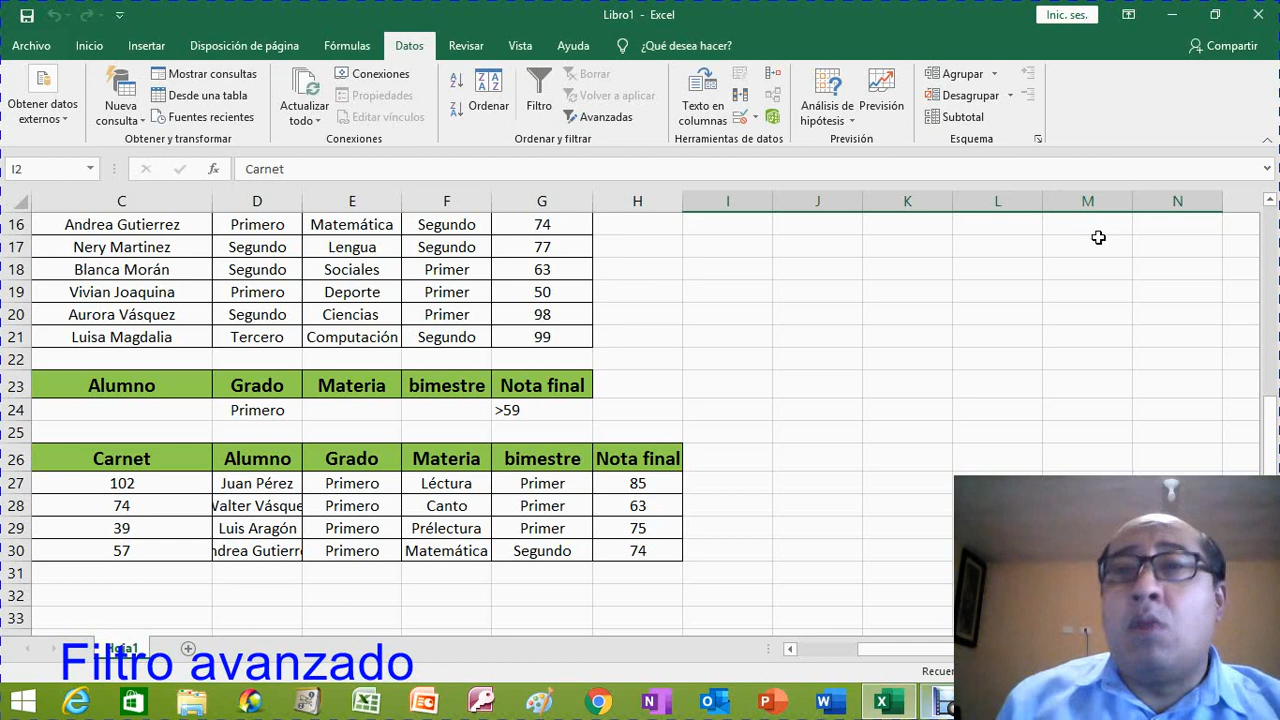 Libro1 - Excel
Inic. ses.
Archivo Inicio Insertar Disposición de página Fórmulas Datos Revisar Vista Ayuda ¿Qué desea hacer? Compartir
Obtener datos externos
Nueva consulta
Mostrar consultas
Desde una tabla
Fuentes recientes
Obtener y transformar
Actualizar todo
Conexiones
Propiedades
Editar vínculos
Conexiones
Ordenar
Filtro
Borrar
Volver a aplicar
Avanzadas
Ordenar y filtrar
Texto en columnas
Herramientas de datos
Análisis de hipótesis
Previsión
Previsión
Agrupar
Desagrupar
Subtotal
Esquema
I2 fx Carnet
C D E F G H I J K L M N
16 Andrea Gutierrez Primero Matemática Segundo 74
17 Nery Martinez Segundo Lengua Segundo 77
18 Blanca Morán Segundo Sociales Primer 63
19 Vivian Joaquina Primero Deporte Primer 50
20 Aurora Vásquez Segundo Ciencias Primer 98
21 Luisa Magdalia Tercero Computación Segundo 99
22
23 Alumno Grado Materia bimestre Nota final
24 Primero >59
25
26 Carnet Alumno Grado Materia bimestre Nota final
27 102 Juan Pérez Primero Léctura Primer 85
28 74 Walter Vásque Primero Canto Primer 63
29 39 Luis Aragón Primero Prélectura Primer 75
30 57 ndrea Gutierr Primero Matemática Segundo 74
31
32
33
Hoja1
Filtro avanzado
Recue